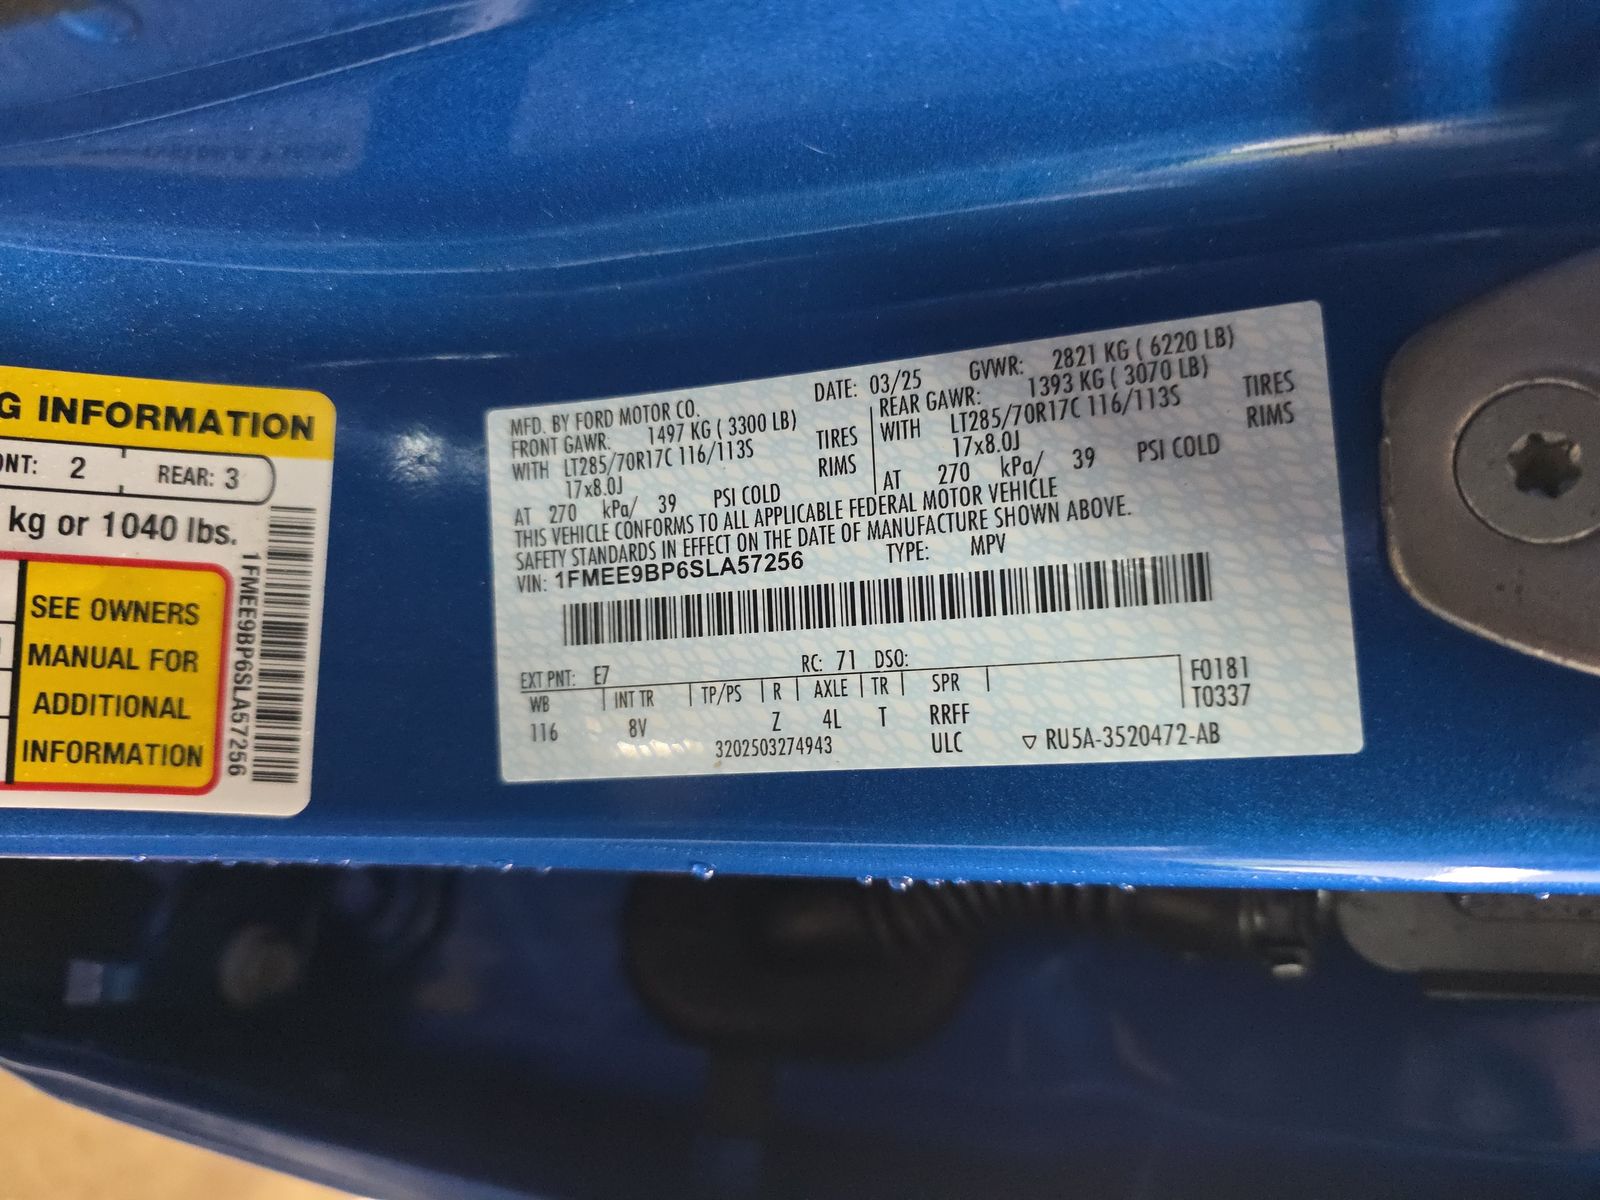 G INFORMATION
ONT: 2 REAR: 3
kg or 1040 lbs.
SEE OWNERS
MANUAL FOR
ADDITIONAL
INFORMATION
1FMEE9BP6SLA57256
MFD. BY FORD MOTOR CO. DATE: 03/25 GVWR: 2821 KG ( 6220 LB)
FRONT GAWR: 1497 KG ( 3300 LB) REAR GAWR: 1393 KG ( 3070 LB)
WITH LT285/70R17C 116/113S TIRES WITH LT285/70R17C 116/113S TIRES
17x8.0J RIMS 17x8.0J RIMS
AT 270 kPa/ 39 PSI COLD AT 270 kPa/ 39 PSI COLD
THIS VEHICLE CONFORMS TO ALL APPLICABLE FEDERAL MOTOR VEHICLE
SAFETY STANDARDS IN EFFECT ON THE DATE OF MANUFACTURE SHOWN ABOVE.
VIN: 1FMEE9BP6SLA57256 TYPE: MPV
EXT PNT: E7 RC: 71 DSO:
WB INT TR TP/PS R AXLE TR SPR F0181
116 8V Z 4L T RRFF T0337
3202503274943 ULC ▽ RU5A-3520472-AB